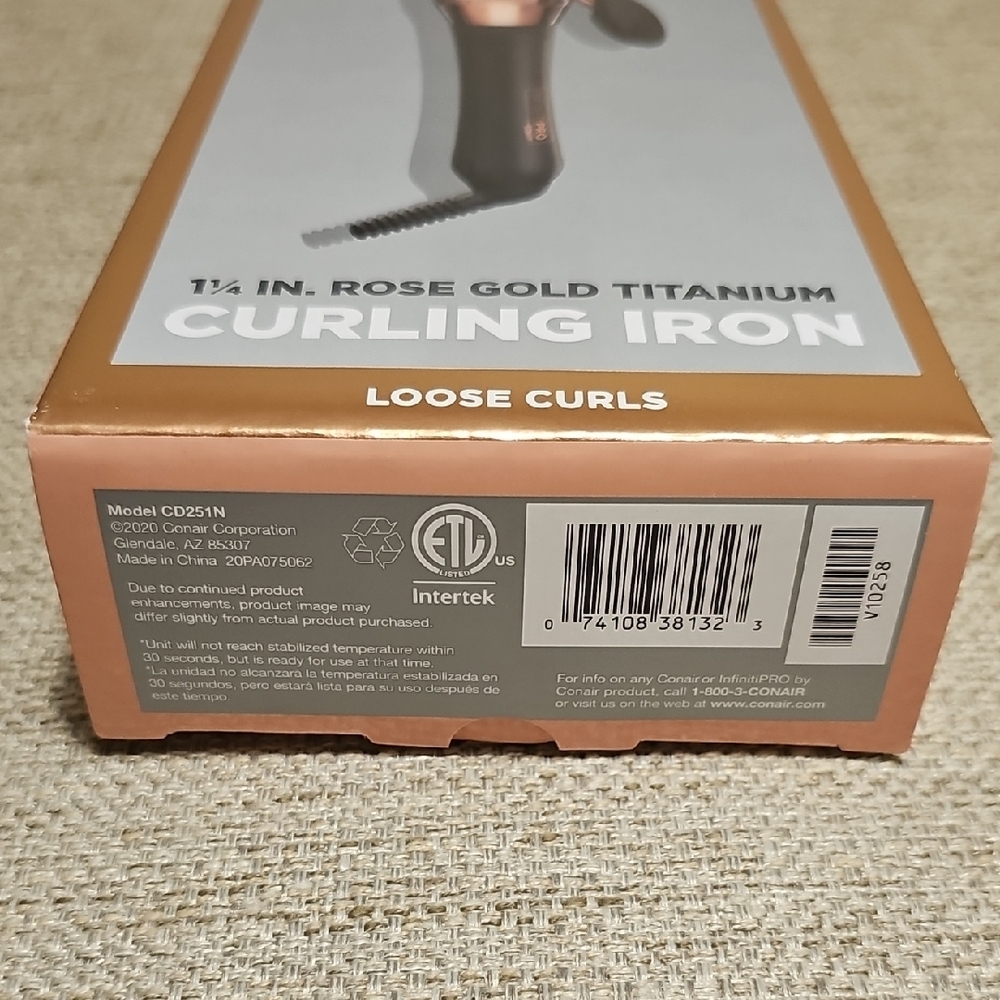 PRO
1¼ IN. ROSE GOLD TITANIUM
CURLING IRON
LOOSE CURLS
Model CD251N
©2020 Conair Corporation
Glendale, AZ 85307
Made in China 20PA075062
Due to continued product
enhancements, product image may
differ slightly from actual product purchased.
*Unit will not reach stabilized temperature within
30 seconds, but is ready for use at that time.
*La unidad no alcanzara la temperatura estabilizada en
30 segundos, pero estará lista para su uso después de
este tiempo.
ETL
LISTED
US
Intertek
0 74108 38132 3
V10258
For info on any Conair or InfinitiPRO by
Conair product, call 1-800-3-CONAIR
or visit us on the web at www.conair.com